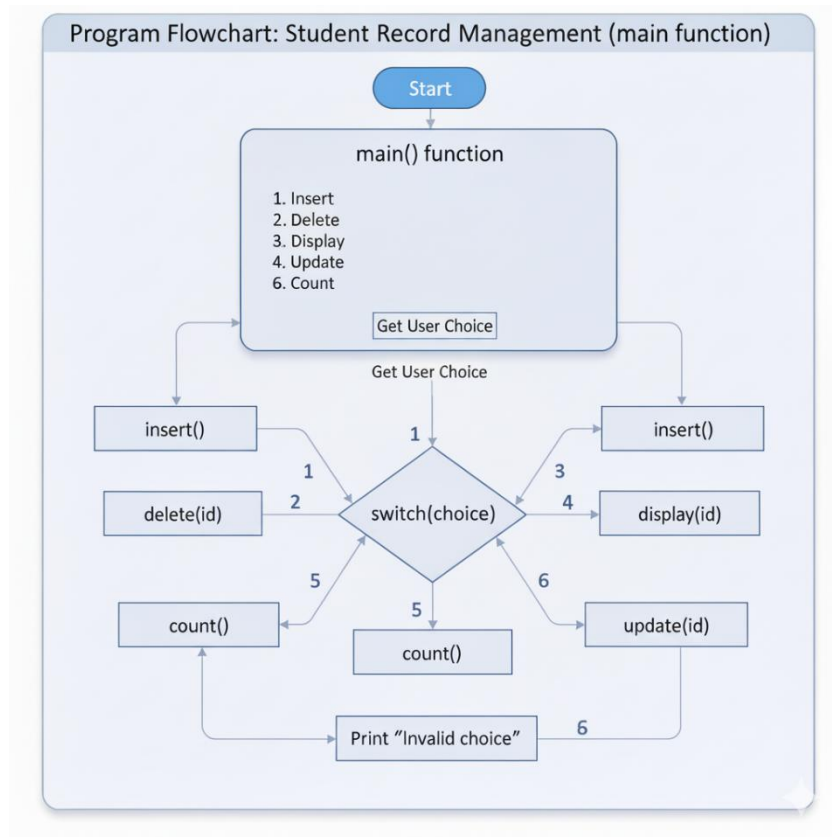 Program Flowchart: Student Record Management (main function)
Start
main() function
1. Insert
2. Delete
3. Display
4. Update
6. Count
Get User Choice
Get User Choice
1
insert()
insert()
1
3
delete(id)
2
switch(choice)
4
display(id)
5
6
5
count()
count()
update(id)
Print "Invalid choice"
6